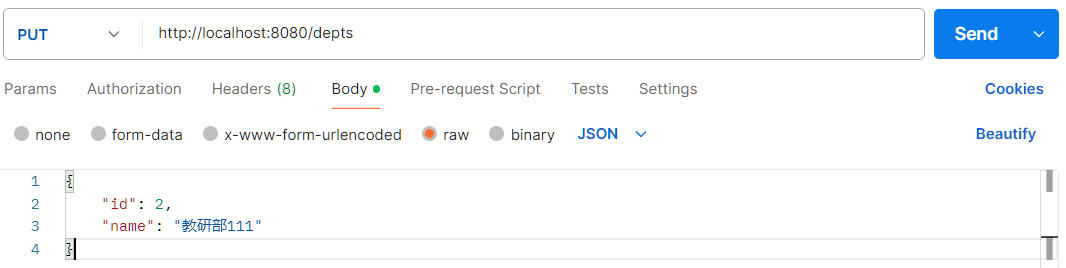 PUT http://localhost:8080/depts Send
Params Authorization Headers (8) Body Pre-request Script Tests Settings Cookies
none form-data x-www-form-urlencoded raw binary JSON Beautify
1 {
2 "id": 2,
3 "name": "教研部111"
4 }